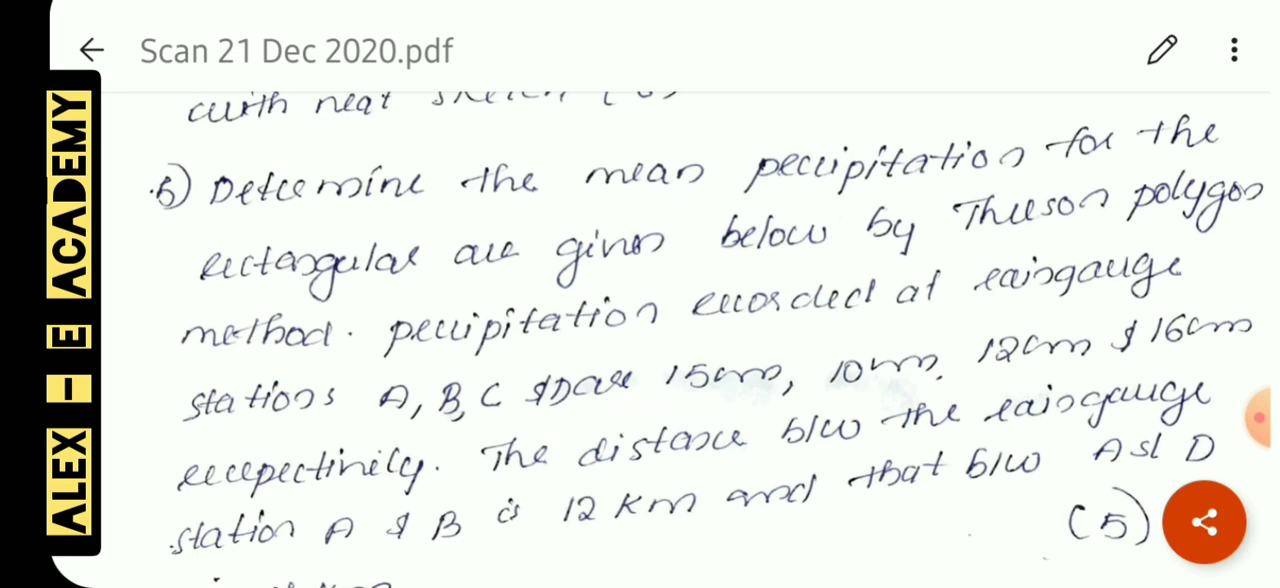 Scan 21 Dec 2020.pdf
with neat
5) Determine the mean precipitation for the
rectangular are given below by Thieson polygon
method. precipitation recorded at raingauge
stations A, B, C & D are 15cm, 10cm, 12cm & 16cm
respectively. The distance b/w the raingauge
station A & B is 12 Km and that b/w A & D
(5)
ALEX - E ACADEMY